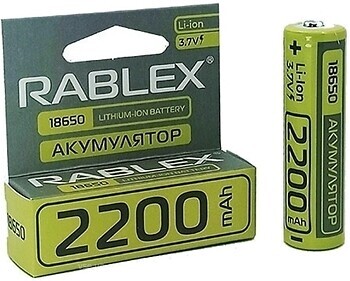 Li-ion
3.7V
RABLEX
18650
LITHIUM-ION BATTERY
АКУМУЛЯТОР
18650
2200
mAh
+
Li-Ion
3.7V
18650
2200
mAh
АКУМУЛЯТОР